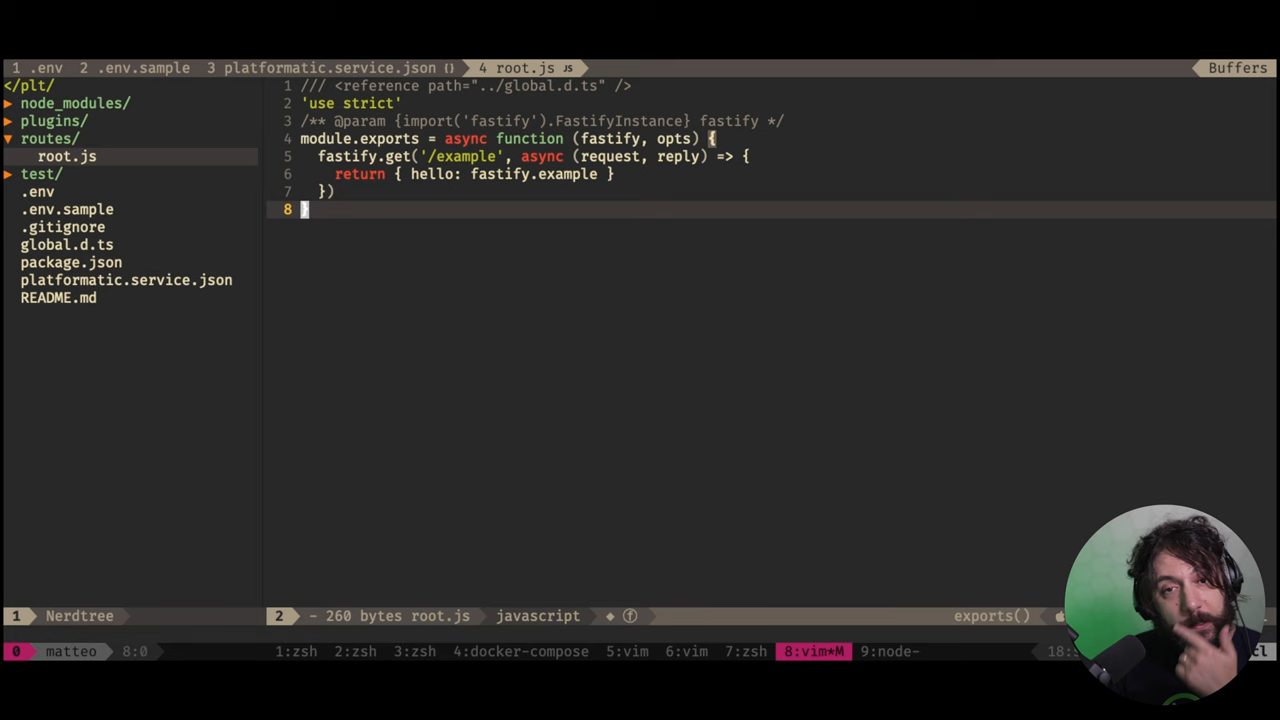 1 .env 2 .env.sample 3 platformatic.service.json {} 4 root.js JS Buffers
</plt/
▸ node_modules/
▸ plugins/
▾ routes/
root.js
▸ test/
.env
.env.sample
.gitignore
global.d.ts
package.json
platformatic.service.json
README.md
1 /// <reference path="../global.d.ts" />
2 'use strict'
3 /** @param {import('fastify').FastifyInstance} fastify */
4 module.exports = async function (fastify, opts) {
5   fastify.get('/example', async (request, reply) => {
6     return { hello: fastify.example }
7   })
8 }
1 Nerdtree 2 - 260 bytes root.js javascript ◆ ⓕ exports()
0 matteo 8:0 1:zsh 2:zsh 3:zsh 4:docker-compose 5:vim 6:vim 7:zsh 8:vim*M 9:node-